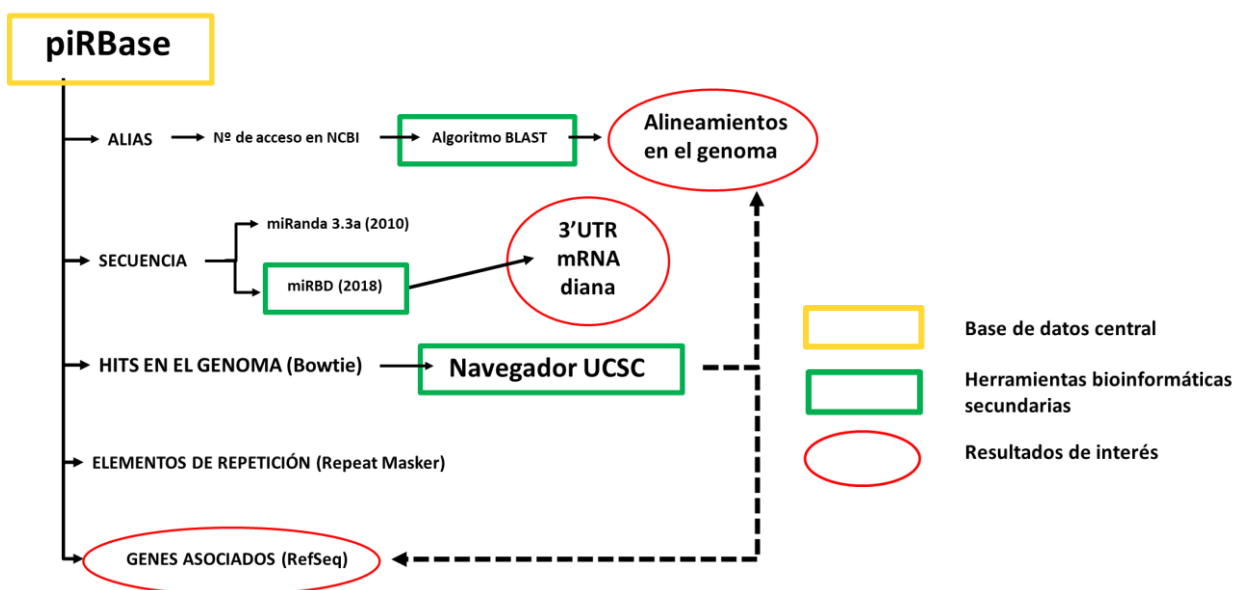 piRBase
ALIAS
Nº de acceso en NCBI
Algoritmo BLAST
Alineamientos
en el genoma
SECUENCIA
miRanda 3.3a (2010)
miRBD (2018)
3’UTR
mRNA
diana
HITS EN EL GENOMA (Bowtie)
Navegador UCSC
ELEMENTOS DE REPETICIÓN (Repeat Masker)
GENES ASOCIADOS (RefSeq)
Base de datos central
Herramientas bioinformáticas
secundarias
Resultados de interés